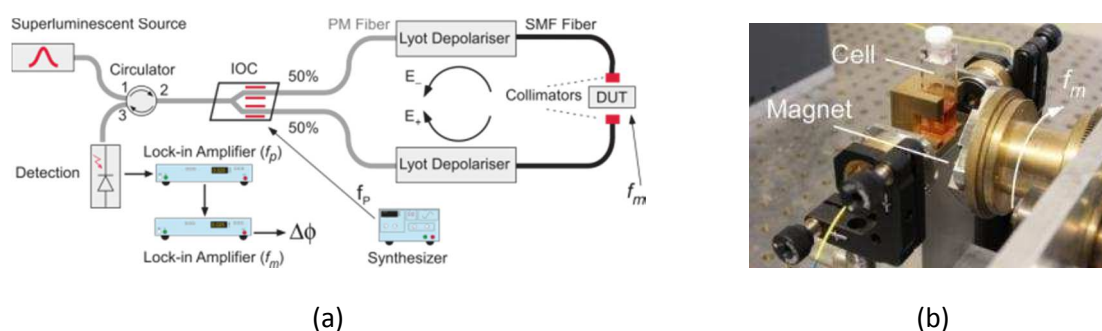 Superluminescent Source
Circulator
1
2
3
IOC
50%
50%
PM Fiber
SMF Fiber
Lyot Depolariser
E−
E+
Collimators
DUT
Lyot Depolariser
fm
Detection
Lock-in Amplifier (fp)
Lock-in Amplifier (fm)
Δϕ
fP
Synthesizer
(a)
Cell
Magnet
fm
(b)